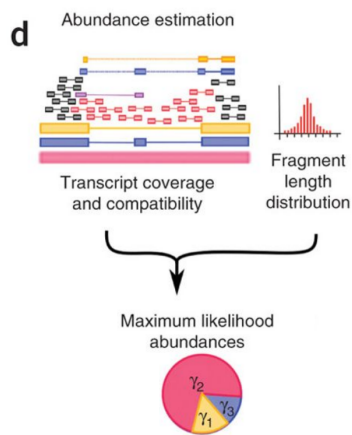 d
Abundance estimation
Transcript coverage
and compatibility
Fragment
length
distribution
Maximum likelihood
abundances
γ2
γ1
γ3